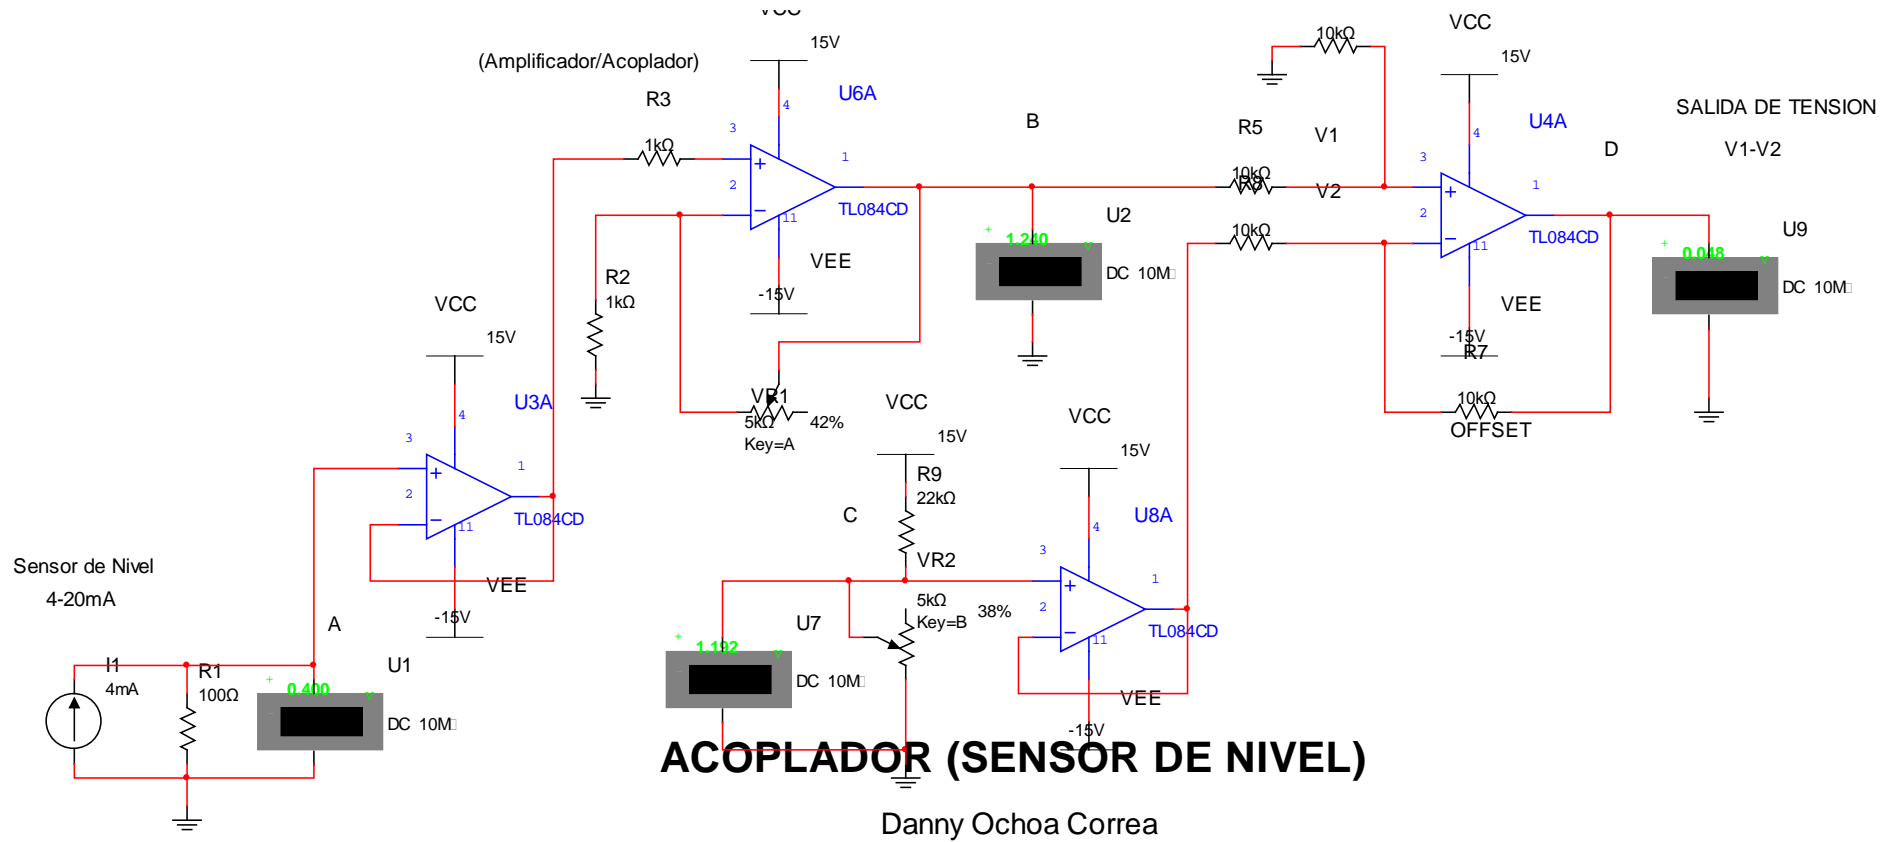 (Amplificador/Acoplador)
VCC
15V
U6A
R3
1kΩ
3
2
4
1
11
TL084CD
VEE
-15V
R2
1kΩ
VR1
5kΩ
42%
Key=A
B
U2
+
1.240
V
DC 10M
10kΩ
R5
10kΩ
R8
10kΩ
V1
V2
VCC
15V
U4A
3
2
4
1
11
TL084CD
VEE
-15V
R7
10kΩ
OFFSET
D
SALIDA DE TENSION
V1-V2
U9
+
0.048
V
DC 10M
VCC
15V
U3A
3
2
4
1
11
TL084CD
VEE
-15V
Sensor de Nivel
4-20mA
A
I1
4mA
R1
100Ω
U1
+
0.400
V
DC 10M
VCC
15V
R9
22kΩ
C
VR2
5kΩ
Key=B
38%
U7
+
1.192
V
DC 10M
VCC
15V
U8A
3
2
4
1
11
TL084CD
VEE
-15V
ACOPLADOR (SENSOR DE NIVEL)
Danny Ochoa Correa